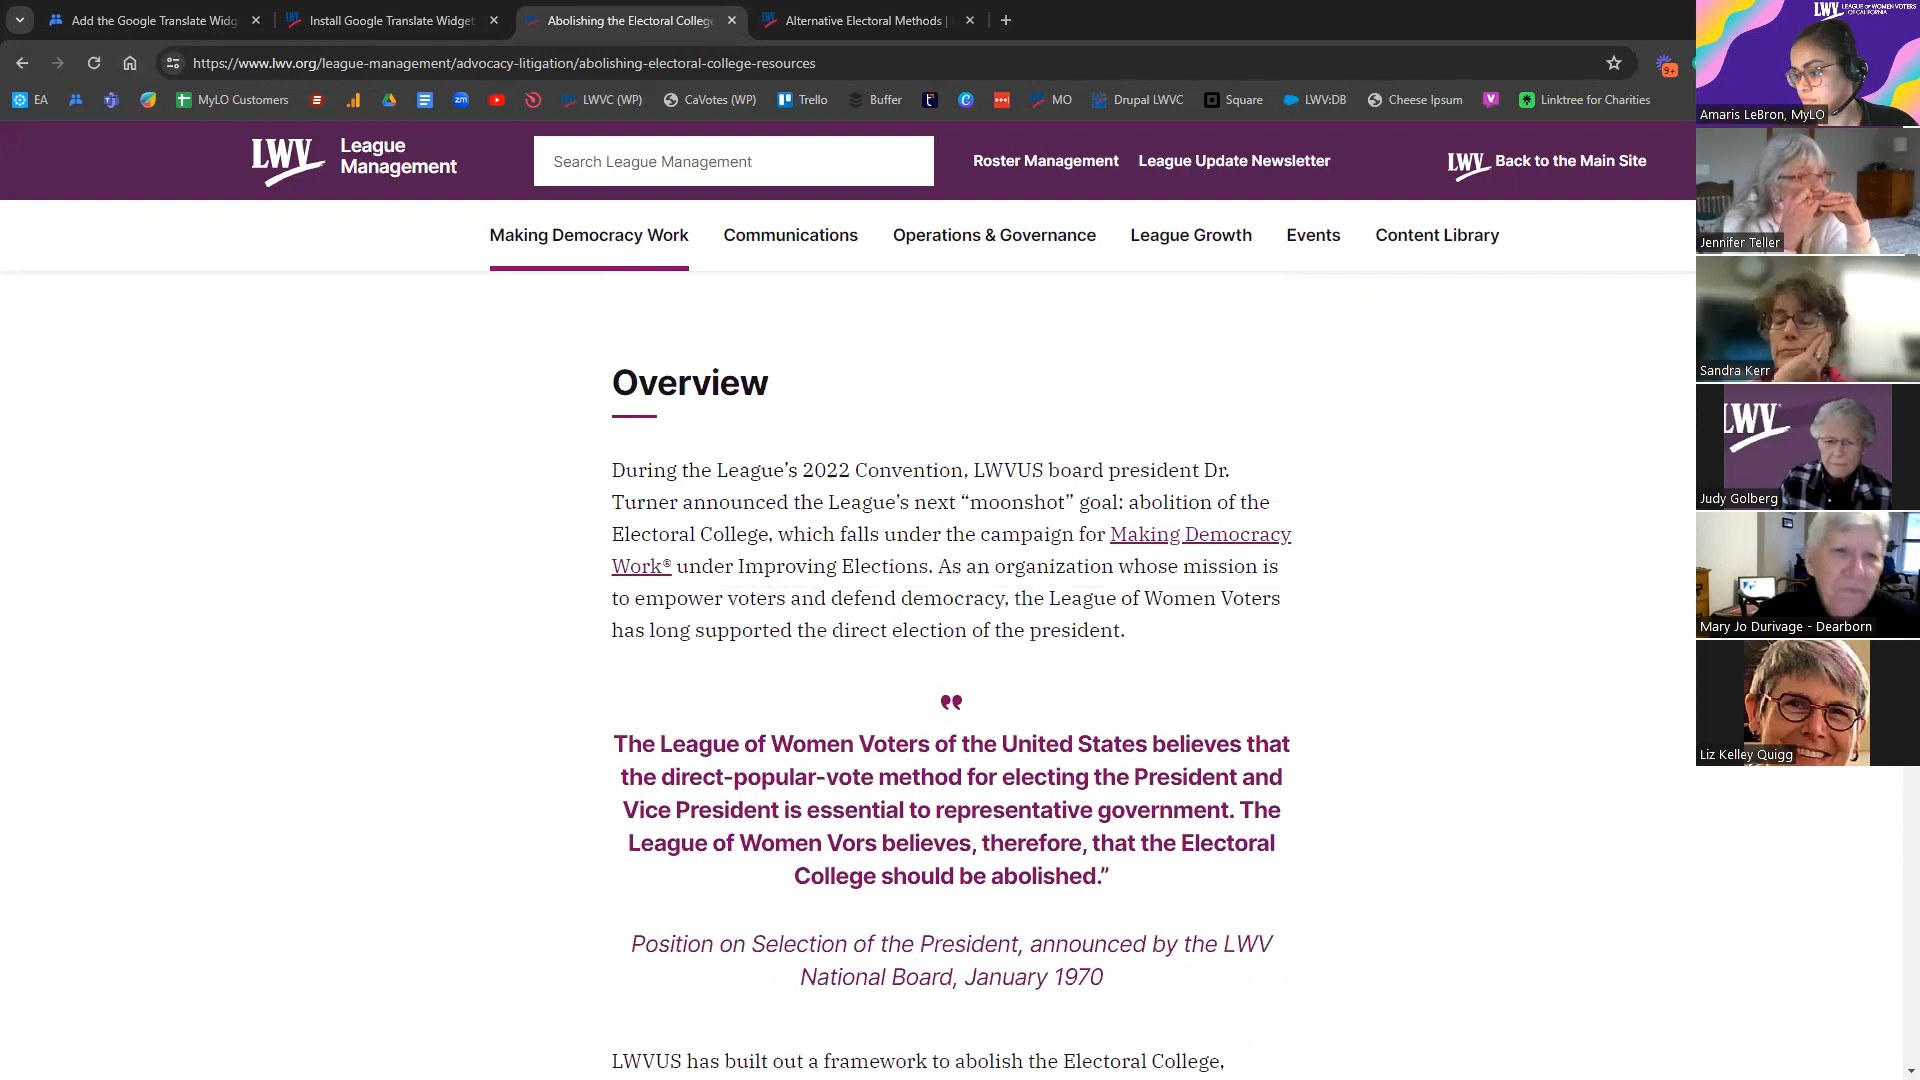 Add the Google Translate Widg
Install Google Translate Widget
Abolishing the Electoral College
Alternative Electoral Methods |
https://www.lwv.org/league-management/advocacy-litigation/abolishing-electoral-college-resources
9+
EA
MyLO Customers
LWVC (WP)
CaVotes (WP)
Trello
Buffer
MO
Drupal LWVC
Square
LWV:DB
Cheese Ipsum
Linktree for Charities
LWV
League
Management
Search League Management
Roster Management
League Update Newsletter
LWV Back to the Main Site
Making Democracy Work
Communications
Operations & Governance
League Growth
Events
Content Library
Overview
During the League’s 2022 Convention, LWVUS board president Dr.
Turner announced the League’s next “moonshot” goal: abolition of the
Electoral College, which falls under the campaign for Making Democracy
Work® under Improving Elections. As an organization whose mission is
to empower voters and defend democracy, the League of Women Voters
has long supported the direct election of the president.
The League of Women Voters of the United States believes that
the direct-popular-vote method for electing the President and
Vice President is essential to representative government. The
League of Women Vors believes, therefore, that the Electoral
College should be abolished.”
Position on Selection of the President, announced by the LWV
National Board, January 1970
LWVUS has built out a framework to abolish the Electoral College,
LWV LEAGUE OF WOMEN VOTERS
OF CALIFORNIA
Amaris LeBron, MyLO
Jennifer Teller
Sandra Kerr
LWV
Judy Golberg
Mary Jo Durivage - Dearborn
Liz Kelley Quigg